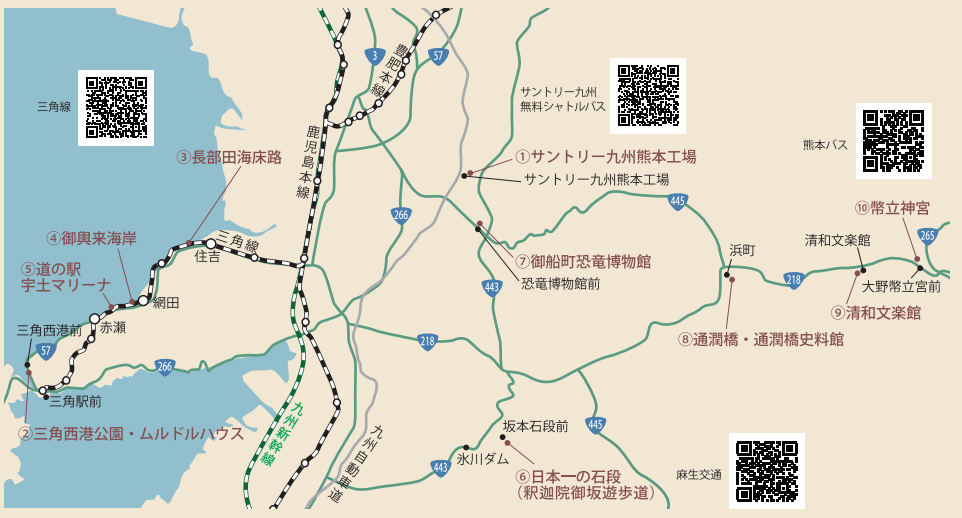 3
57
豊肥本線
三角線
サントリー九州
無料シャトルバス
熊本バス
鹿児島本線
③長部田海床路
①サントリー九州熊本工場
サントリー九州熊本工場
266
445
⑩幣立神宮
265
④御輿来海岸
三角線
住吉
⑦御船町恐竜博物館
恐竜博物館前
浜町
清和文楽館
⑤道の駅
宇土マリーナ
網田
443
218
大野幣立宮前
⑨清和文楽館
三角西港前
赤瀬
57
266
218
⑧通潤橋・通潤橋史料館
三角駅前
②三角西港公園・ムルドルハウス
九州新幹線
九州自動車道
坂本石段前
445
氷川ダム
443
⑥日本一の石段
(釈迦院御坂遊歩道)
麻生交通